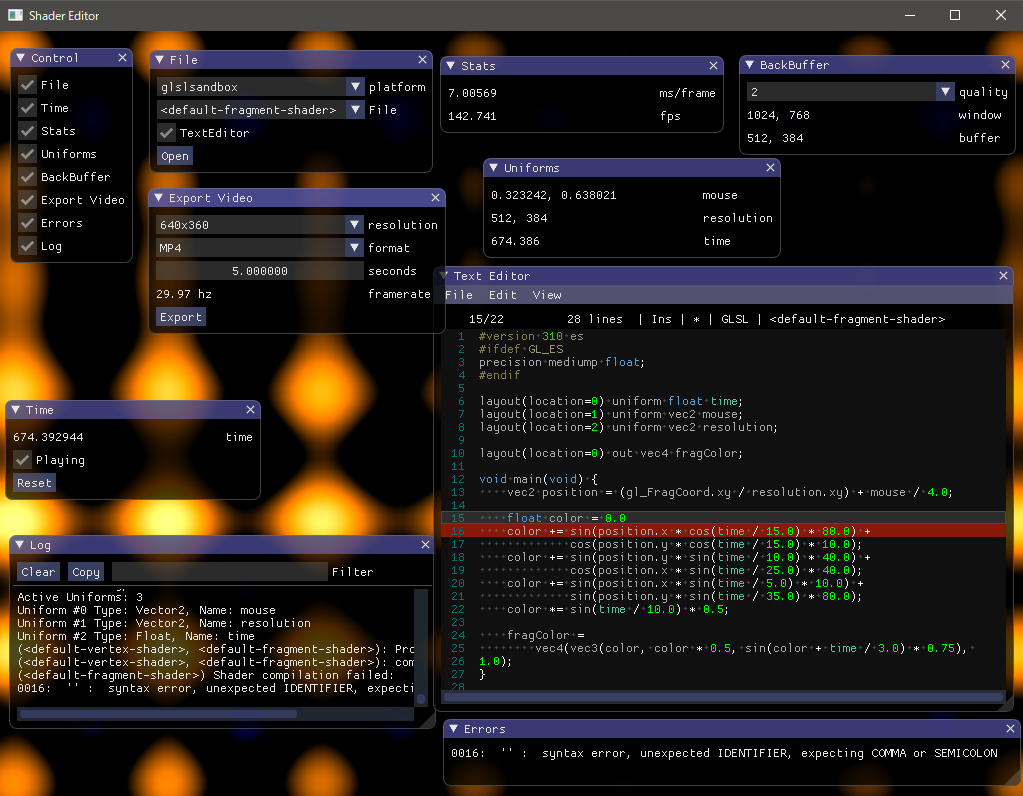 Shader Editor
Control
File
Time
Stats
Uniforms
BackBuffer
Export Video
Errors
Log
File
glslsandbox platform
<default-fragment-shader> File
TextEditor
Open
Stats
7.00569 ms/frame
142.741 fps
BackBuffer
2 quality
1024, 768 window
512, 384 buffer
Uniforms
0.323242, 0.638021 mouse
512, 384 resolution
674.386 time
Export Video
640x360 resolution
MP4 format
5.000000 seconds
29.97 hz framerate
Export
Text Editor
File Edit View
15/22 28 lines | Ins | * | GLSL | <default-fragment-shader>
1 #version 310 es
2 #ifdef GL_ES
3 precision mediump float;
4 #endif
5
6 layout(location=0) uniform float time;
7 layout(location=1) uniform vec2 mouse;
8 layout(location=2) uniform vec2 resolution;
9
10 layout(location=0) out vec4 fragColor;
11
12 void main(void) {
13 vec2 position = (gl_FragCoord.xy / resolution.xy) + mouse / 4.0;
14
15 float color = 0.0
16 color += sin(position.x * cos(time / 15.0) * 80.0) +
17 cos(position.y * cos(time / 15.0) * 10.0);
18 color += sin(position.y * sin(time / 10.0) * 40.0) +
19 cos(position.x * sin(time / 25.0) * 40.0);
20 color += sin(position.x * sin(time / 5.0) * 10.0) +
21 sin(position.y * sin(time / 35.0) * 80.0);
22 color *= sin(time / 10.0) * 0.5;
23
24 fragColor =
25 vec4(vec3(color, color * 0.5, sin(color + time / 3.0) * 0.75),
26 1.0);
27 }
28
Time
674.392944 time
Playing
Reset
Log
Clear Copy Filter
Active Uniforms: 3
Uniform #0 Type: Vector2, Name: mouse
Uniform #1 Type: Vector2, Name: resolution
Uniform #2 Type: Float, Name: time
(<default-vertex-shader>, <default-fragment-shader>): Pro
(<default-vertex-shader>, <default-fragment-shader>): com
(<default-fragment-shader>) Shader compilation failed:
0016: '' : syntax error, unexpected IDENTIFIER, expecti
Errors
0016: '' : syntax error, unexpected IDENTIFIER, expecting COMMA or SEMICOLON